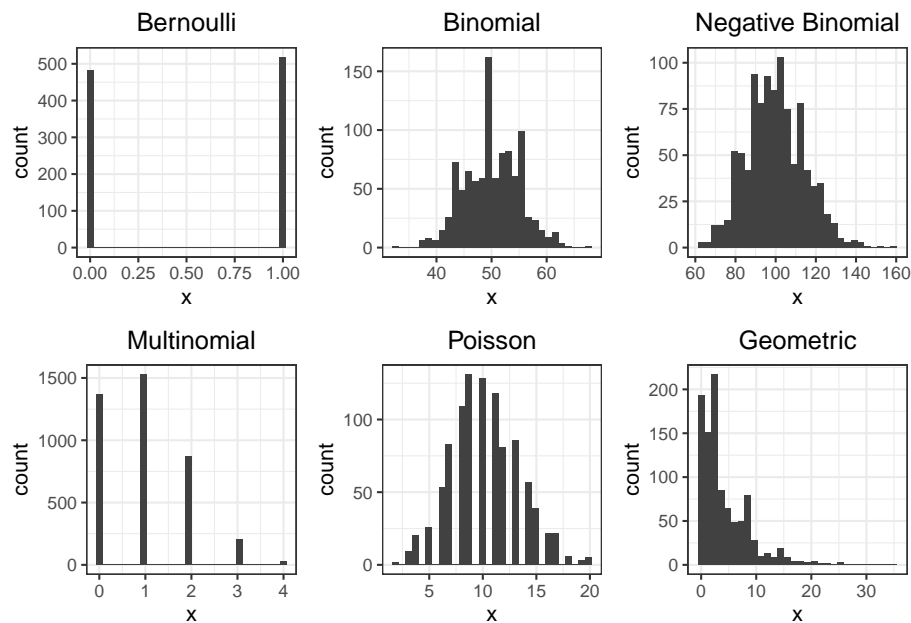 Bernoulli
500
400
300
200
100
0
count
0.00 0.25 0.50 0.75 1.00
x
Binomial
150
100
50
0
count
40 50 60
x
Negative Binomial
100
75
50
25
0
count
60 80 100 120 140 160
x
Multinomial
1500
1000
500
0
count
0 1 2 3 4
x
Poisson
100
50
0
count
5 10 15 20
x
Geometric
200
150
100
50
0
count
0 10 20 30
x